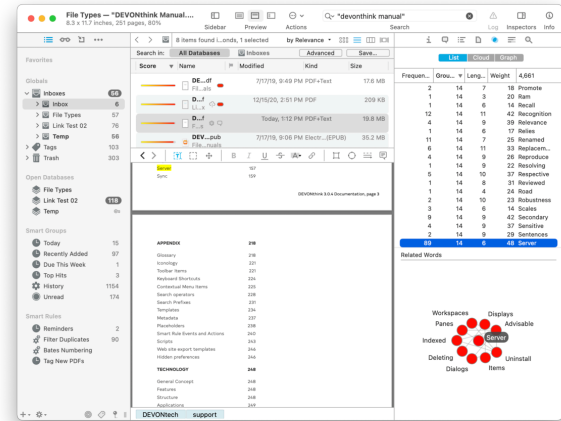 File Types — "DEVONthink Manual....
8.3 x 11.7 inches, 251 pages, 80%
Sidebar
Preview
Actions
"devonthink manual"
Search
Log
Inspectors
Info
Favorites
Globals
Inboxes 56
Inbox 6
File Types 57
Link Test 02 76
Temp 56
Tags 103
Trash 303
Open Databases
File Types
Link Test 02 118
Temp
Smart Groups
Today 15
Recently Added 97
Due This Week 1
Top Hits 3
History 1154
Unread 174
Smart Rules
Reminders 2
Filter Duplicates 90
Bates Numbering
Tag New PDFs
8 items found i...onds, 1 selected
by Relevance
Search in: All Databases Inboxes Advanced Save...
Score Name Modified Kind Size
DE...df 7/17/19, 9:49 PM PDF+Text 17.6 MB
Fil...als
D...f 12/15/20, 2:51 PM PDF 209 KB
Li...s
D...f Today, 1:12 PM PDF+Text 19.8 MB
F...s
DEV...pub 7/17/19, 9:06 PM Electr...(EPUB) 35.2 MB
File...nuals
Server 157
Sync 159
DEVONthink 3.0.4 Documentation, page 3
APPENDIX 218
Glossary 218
Iconology 221
Toolbar items 221
Keyboard Shortcuts 224
Contextual Menu Items 225
Search operators 228
Search Prefixes 231
Templates 234
Metadata 237
Placeholders 238
Smart Rule Events and Actions 240
Scripts 243
Web site export templates 246
Hidden preferences 246
TECHNOLOGY 248
General Concept 248
Features 248
Structure 248
Applications 249
DEVONtech support
List Cloud Graph
Frequen... Grou... Leng... Weight 4,661
2 14 7 18 Promote
1 14 3 20 Ram
1 14 6 14 Recall
12 14 11 42 Recognition
4 14 9 39 Relevance
1 14 6 17 Relies
11 14 7 25 Renamed
6 14 11 33 Replacem...
4 14 9 26 Reproduce
1 14 9 22 Resolving
5 14 10 37 Respective
1 14 8 31 Reviewed
1 14 4 24 Road
2 14 10 23 Robustness
3 14 6 14 Scales
9 14 9 42 Secondary
4 14 9 37 Sensitive
2 14 9 29 Sentences
89 14 6 48 Server
Related Words
Workspaces
Displays
Panes
Advisable
Indexed
Server
Deleting
Uninstall
Dialogs
Items